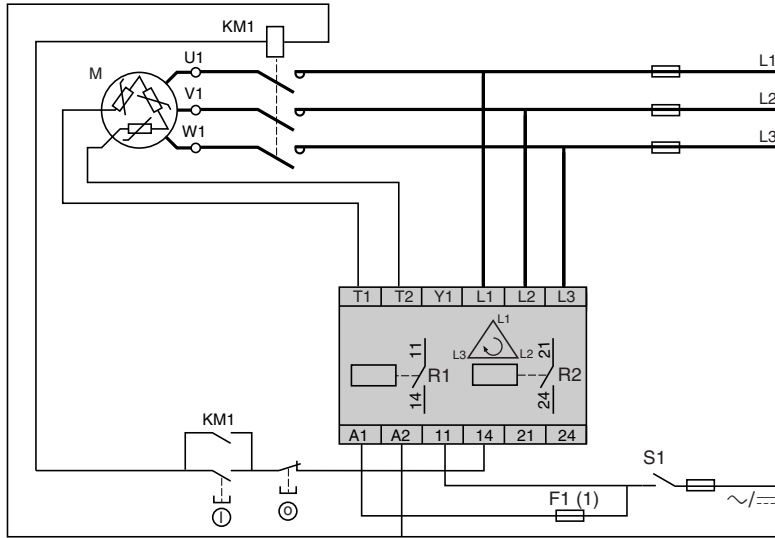 KM1
U1
L1
M
V1
L2
W1
L3
T1 T2 Y1 L1 L2 L3
L1
L3 L2
11
R1
14
21
R2
24
A1 A2 11 14 21 24
KM1
S1
F1 (1)
I
O
~/⎓